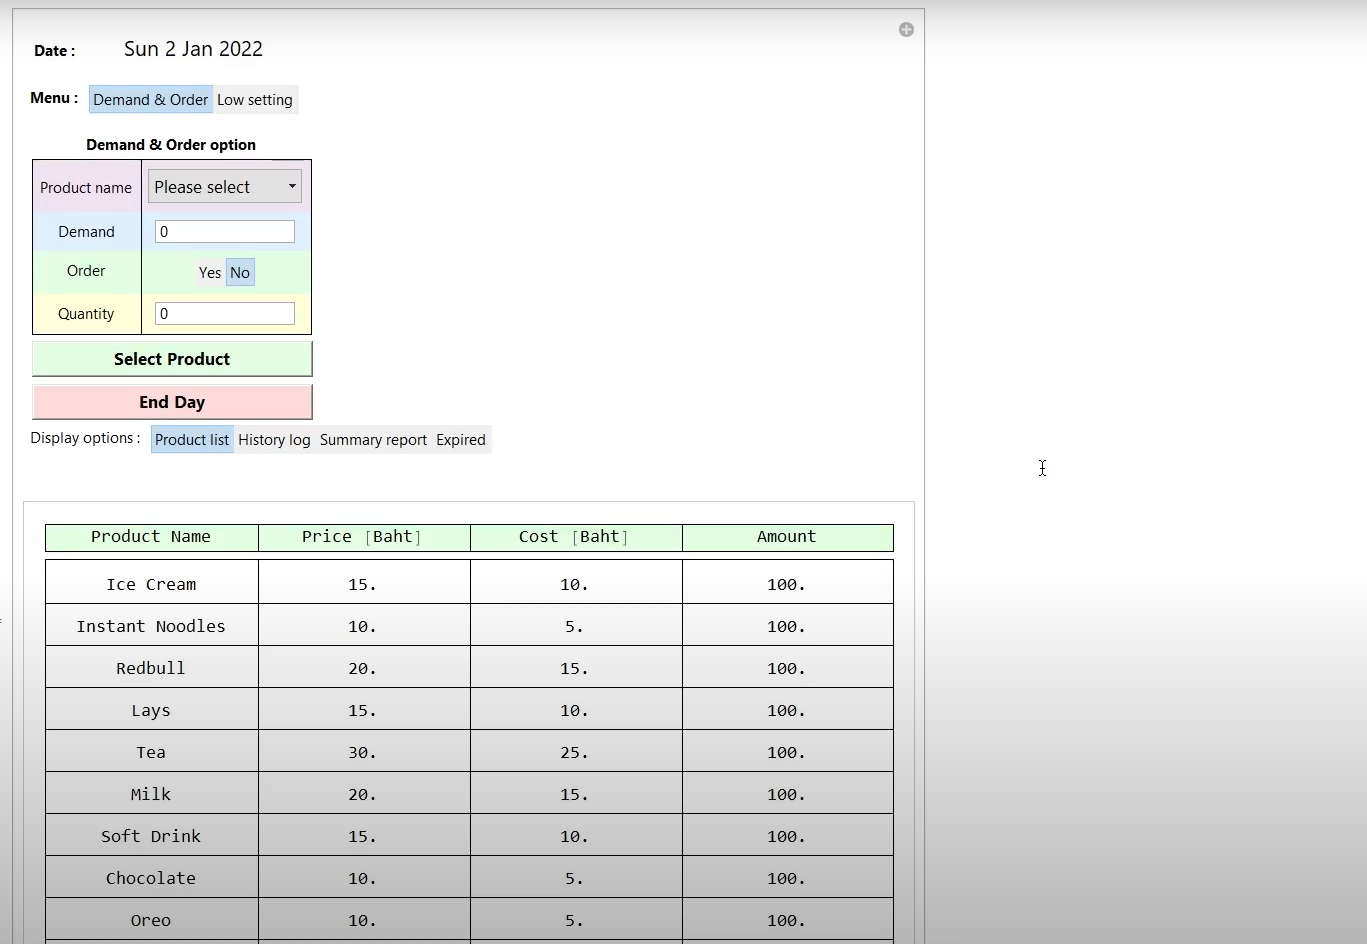 Date : Sun 2 Jan 2022
Menu : Demand & Order Low setting
Demand & Order option
Product name Please select
Demand 0
Order Yes No
Quantity 0
Select Product
End Day
Display options : Product list History log Summary report Expired
Product Name Price [Baht] Cost [Baht] Amount
Ice Cream 15. 10. 100.
Instant Noodles 10. 5. 100.
Redbull 20. 15. 100.
Lays 15. 10. 100.
Tea 30. 25. 100.
Milk 20. 15. 100.
Soft Drink 15. 10. 100.
Chocolate 10. 5. 100.
Oreo 10. 5. 100.